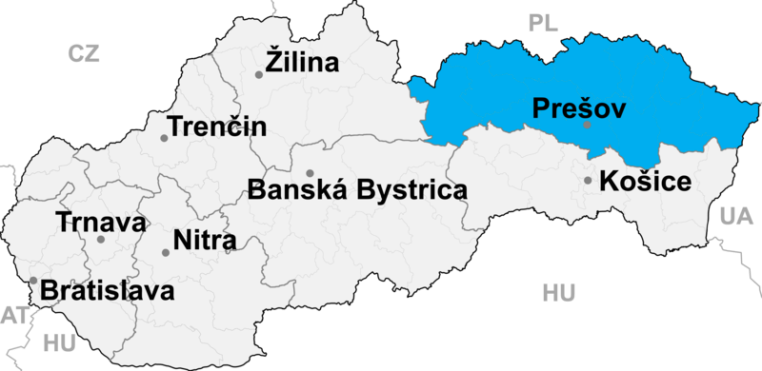 PL
CZ
Žilina
Prešov
Trenčin
Košice
Banská Bystrica
UA
Trnava
Nitra
Bratislava
HU
AT
HU